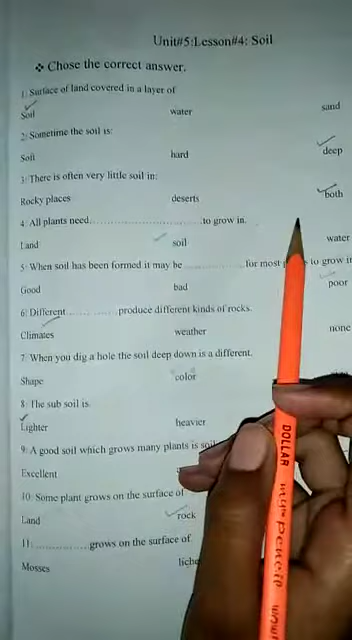 Unit#5:Lesson#4: Soil
❖ Chose the correct answer.
1: Surface of land covered in a layer of
Soil water sand
2: Sometime the soil is:
Soft hard deep
3: There is often very little soil in:
Rocky places deserts both
4: All plants need..............................to grow in.
Land soil water
5: When soil has been formed it may be ................for most to grow in
Good bad poor
6: Different.............produce different kinds of rocks.
Climates weather none
7: When you dig a hole the soil deep down is a different.
Shape color
8: The sub soil is.
Lighter heavier
9: A good soil which grows many plants is
Excellent
10: Some plant grows on the surface of
Land rock
11: ...............grows on the surface of
Mosses
DOLLAR my pencil